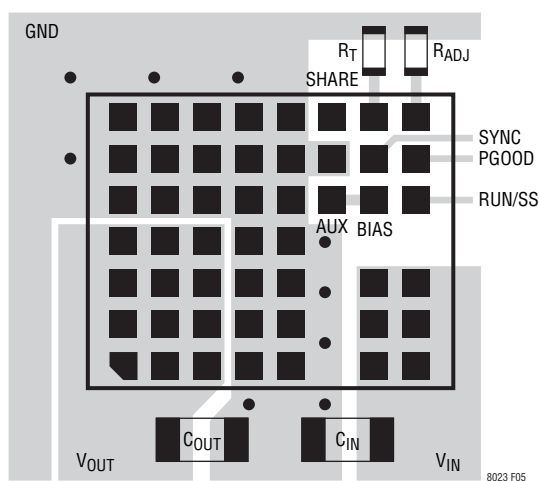 GND
R_T R_ADJ
SHARE
SYNC
PGOOD
RUN/SS
AUX BIAS
C_OUT C_IN
V_OUT V_IN
8023 F05